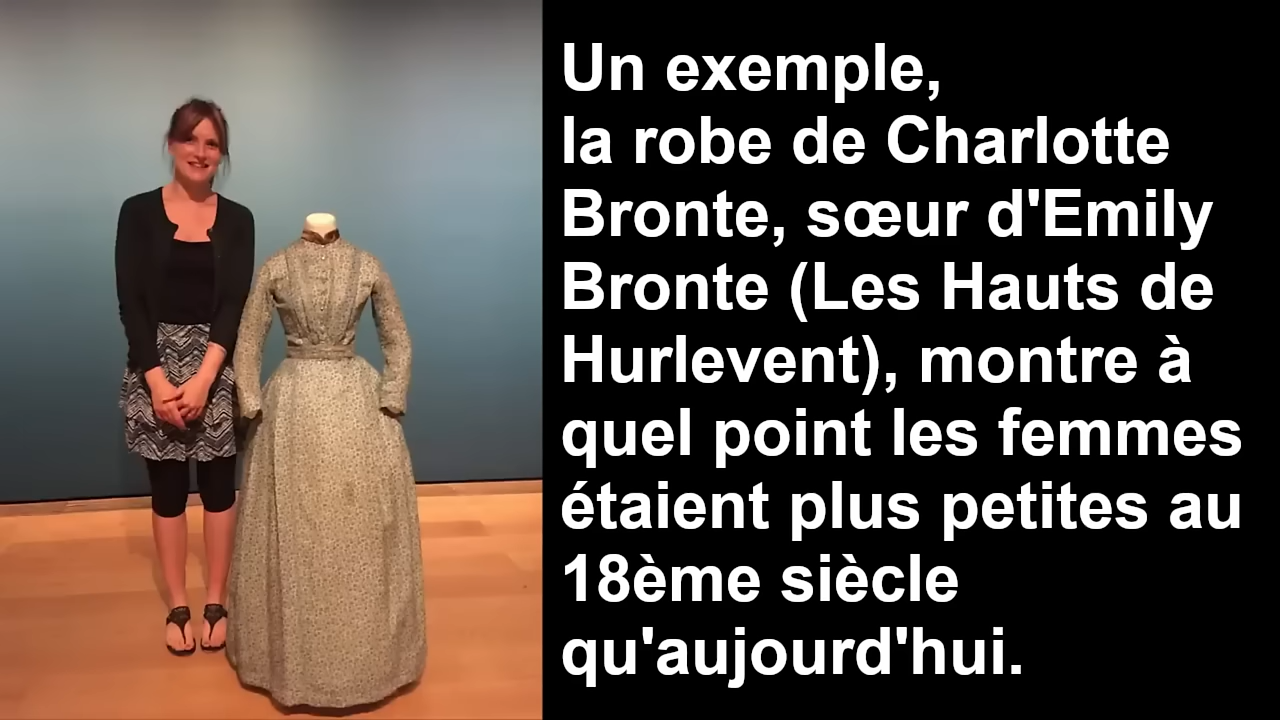 Un exemple,
la robe de Charlotte
Bronte, sœur d'Emily
Bronte (Les Hauts de
Hurlevent), montre à
quel point les femmes
étaient plus petites au
18ème siècle
qu'aujourd'hui.